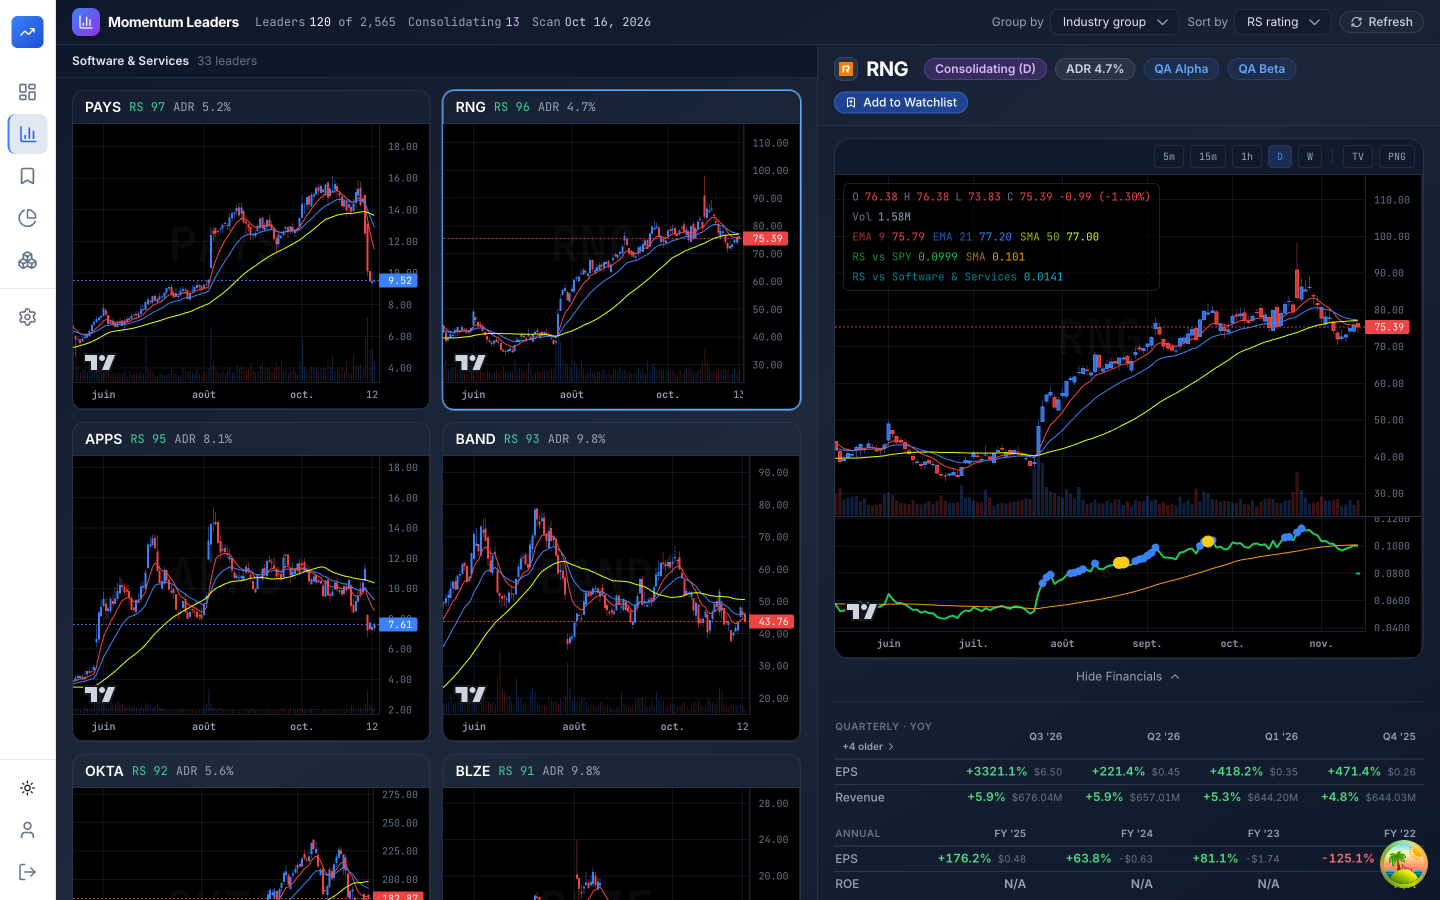 Momentum Leaders
Leaders 120 of 2,565 Consolidating 13 Scan Oct 16, 2026
Group by Industry group Sort by RS rating Refresh
Software & Services 33 leaders
PAYS RS 97 ADR 5.2%
18.00
16.00
14.00
12.00
10.00
9.52
8.00
6.00
4.00
juin août oct. 12
RNG RS 96 ADR 4.7%
RNG
110.00
100.00
90.00
80.00
75.39
70.00
60.00
50.00
40.00
30.00
juin août oct. 13
APPS RS 95 ADR 8.1%
18.00
16.00
14.00
12.00
10.00
7.61
6.00
4.00
2.00
juin août oct. 12
BAND RS 93 ADR 9.8%
90.00
80.00
70.00
60.00
50.00
43.76
40.00
30.00
20.00
juin août oct. 12
OKTA RS 92 ADR 5.6%
275.00
250.00
225.00
200.00
182.87
BLZE RS 91 ADR 9.8%
28.00
24.00
20.00
RNG Consolidating (D) ADR 4.7% QA Alpha QA Beta
Add to Watchlist
5m 15m 1h D W TV PNG
O 76.38 H 76.38 L 73.83 C 75.39 -0.99 (-1.30%)
Vol 1.58M
EMA 9 75.79 EMA 21 77.20 SMA 50 77.00
RS vs SPY 0.0999 SMA 0.101
RS vs Software & Services 0.0141
RNG
110.00
100.00
90.00
80.00
75.39
70.00
60.00
50.00
40.00
30.00
0.1200
0.1000
0.0800
0.0600
0.0400
juin juil. août sept. oct. nov.
Hide Financials
QUARTERLY · YOY Q3 '26 Q2 '26 Q1 '26 Q4 '25
+4 older
EPS +3321.1% $6.50 +221.4% $0.45 +418.2% $0.35 +471.4% $0.26
Revenue +5.9% $676.04M +5.9% $657.01M +5.3% $644.20M +4.8% $644.03M
ANNUAL FY '25 FY '24 FY '23 FY '22
EPS +176.2% $0.48 +63.8% -$0.63 +81.1% -$1.74 -125.1%
ROE N/A N/A N/A